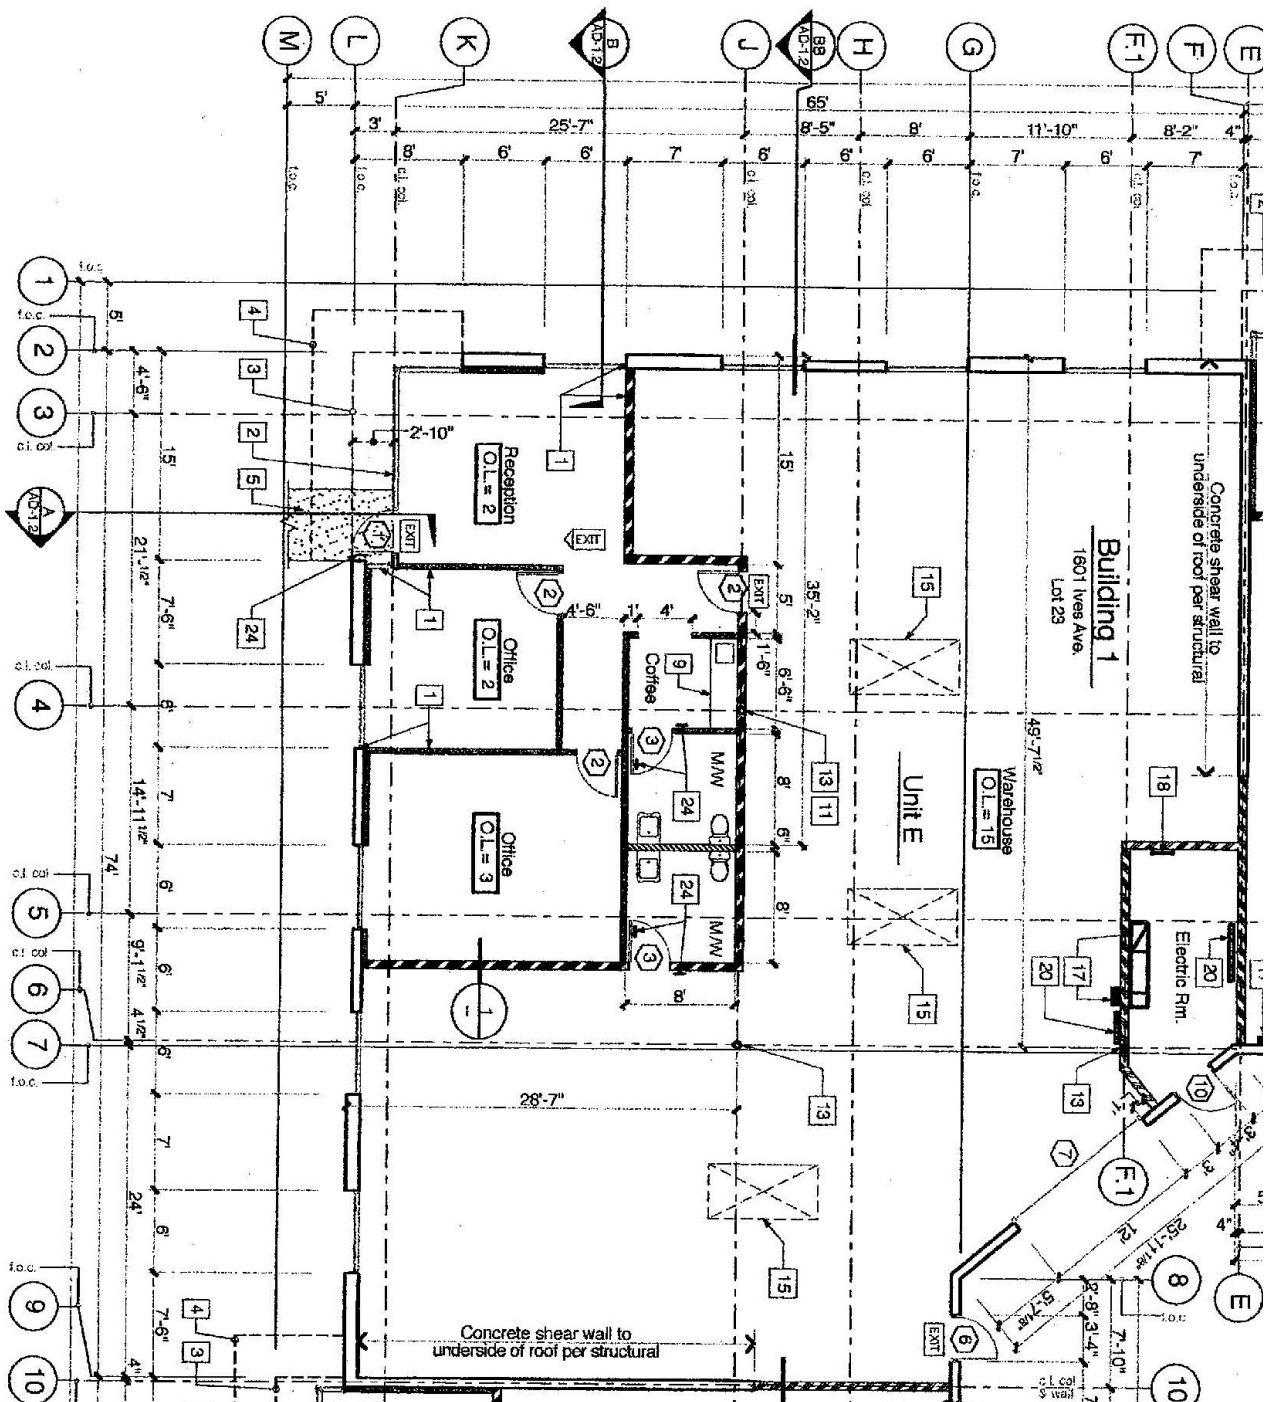 M
L
K
B
AD-1.2
J
BB
AD-1.2
H
G
F.1
F
E
5'
65'
3'
25'-7"
8'-5"
8'
11'-10"
8'-2"
4"
8'
6'
6'
7'
6'
6'
6'
7'
6'
7'
f.o.c.
f.o.c.
c.l. col.
c.l. col.
c.l. col.
f.o.c.
c.l. col.
f.o.c.
1
f.o.c.
5'
f.o.c.
2
4'-6"
3
c.l. col.
15'
A
AD-1.2
21'-1/2"
7'-6"
c.l. col.
4
6'
7'
14'-11 1/2"
74'
6'
c.l. col
5
c.l. col
9'-1 1/2"
6'
6
4 1/2"
6'
7
f.o.c.
7'
24'
6'
f.o.c.
9
7'-6"
4"
10
4
3
2
5
2'-10"
Reception
O.L. = 2
1
EXIT
EXIT
1
24
1
Office
O.L. = 2
2
4'-6"
1'
4'
2
EXIT
15'
5'
35'-2"
1'-6"
6'-6"
9
Coffee
1
2
3
M/W
24
13
11
8'
6"
Office
O.L. = 3
24
M/W
3
8'
8'
1
–
15
15
Unit E
Warehouse
O.L. = 15
49'-7 1/2"
Building 1
1601 Ives Ave.
Lot 23
Concrete shear wall to
underside of roof per structural
18
Electric Rm.
20
17
20
13
13
10
1'
3'
7
F.1
3'
12'
25'-11 1/8"
5'-7 1/8"
4"
E
8
f.o.c.
2'-8"
3'-4"
7'-10"
EXIT
6
c.l. col
& wall
10
28'-7"
15
Concrete shear wall to
underside of roof per structural
4
3